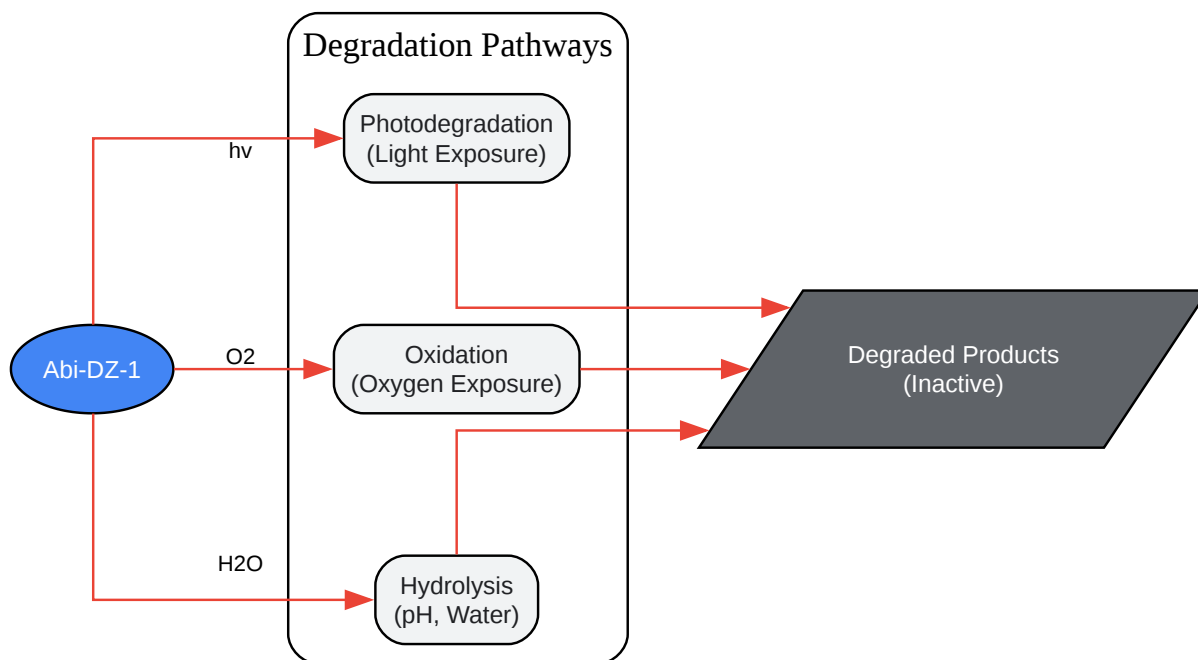 Degradation Pathways
Photodegradation
(Light Exposure)
hv
Abi-DZ-1
O2
Oxidation
(Oxygen Exposure)
Degraded Products
(Inactive)
H2O
Hydrolysis
(pH, Water)